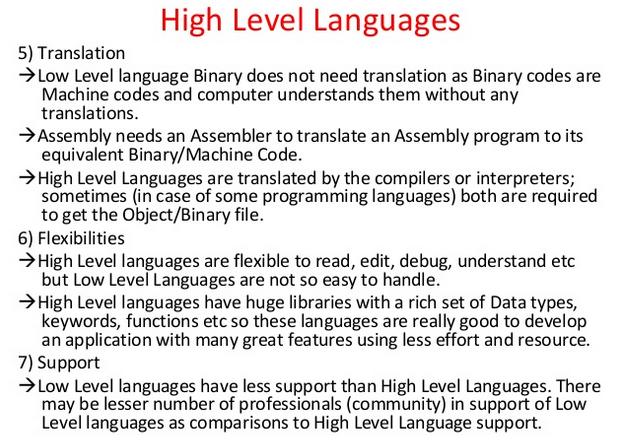 High Level Languages
5) Translation
→Low Level language Binary does not need translation as Binary codes are
Machine codes and computer understands them without any
translations.
→Assembly needs an Assembler to translate an Assembly program to its
equivalent Binary/Machine Code.
→High Level Languages are translated by the compilers or interpreters;
sometimes (in case of some programming languages) both are required
to get the Object/Binary file.
6) Flexibilities
→High Level languages are flexible to read, edit, debug, understand etc
but Low Level Languages are not so easy to handle.
→High Level languages have huge libraries with a rich set of Data types,
keywords, functions etc so these languages are really good to develop
an application with many great features using less effort and resource.
7) Support
→Low Level languages have less support than High Level Languages. There
may be lesser number of professionals (community) in support of Low
Level languages as comparisons to High Level Language support.